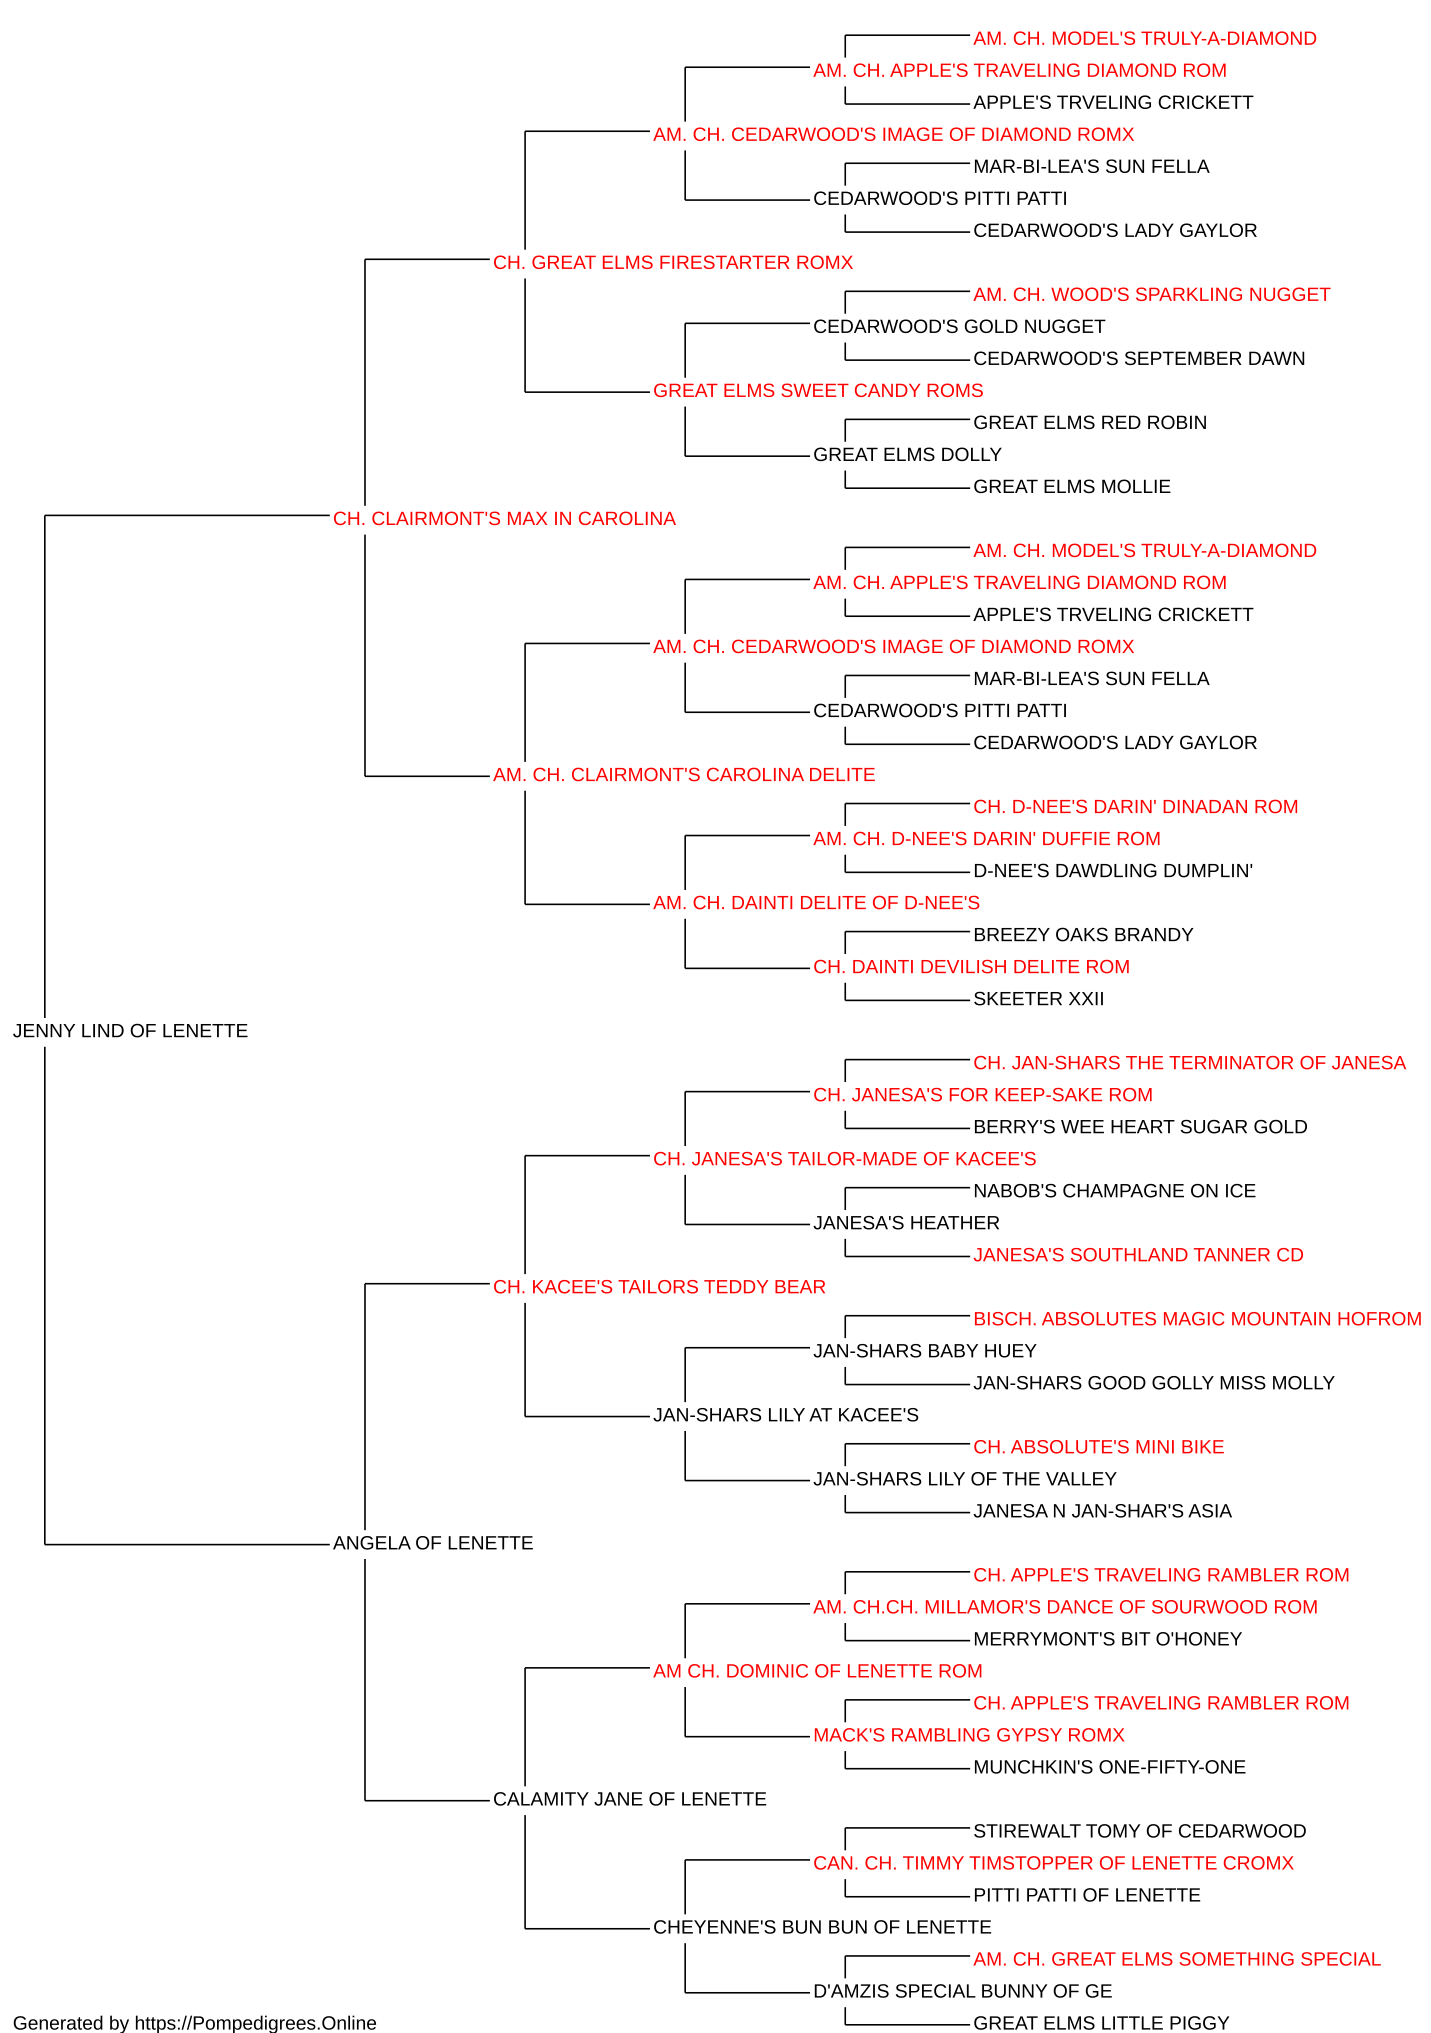 AM. CH. MODEL'S TRULY-A-DIAMOND
AM. CH. APPLE'S TRAVELING DIAMOND ROM
APPLE'S TRVELING CRICKETT
AM. CH. CEDARWOOD'S IMAGE OF DIAMOND ROMX
MAR-BI-LEA'S SUN FELLA
CEDARWOOD'S PITTI PATTI
CEDARWOOD'S LADY GAYLOR
CH. GREAT ELMS FIRESTARTER ROMX
AM. CH. WOOD'S SPARKLING NUGGET
CEDARWOOD'S GOLD NUGGET
CEDARWOOD'S SEPTEMBER DAWN
GREAT ELMS SWEET CANDY ROMS
GREAT ELMS RED ROBIN
GREAT ELMS DOLLY
GREAT ELMS MOLLIE
CH. CLAIRMONT'S MAX IN CAROLINA
AM. CH. MODEL'S TRULY-A-DIAMOND
AM. CH. APPLE'S TRAVELING DIAMOND ROM
APPLE'S TRVELING CRICKETT
AM. CH. CEDARWOOD'S IMAGE OF DIAMOND ROMX
MAR-BI-LEA'S SUN FELLA
CEDARWOOD'S PITTI PATTI
CEDARWOOD'S LADY GAYLOR
AM. CH. CLAIRMONT'S CAROLINA DELITE
CH. D-NEE'S DARIN' DINADAN ROM
AM. CH. D-NEE'S DARIN' DUFFIE ROM
D-NEE'S DAWDLING DUMPLIN'
AM. CH. DAINTI DELITE OF D-NEE'S
BREEZY OAKS BRANDY
CH. DAINTI DEVILISH DELITE ROM
SKEETER XXII
JENNY LIND OF LENETTE
CH. JAN-SHARS THE TERMINATOR OF JANESA
CH. JANESA'S FOR KEEP-SAKE ROM
BERRY'S WEE HEART SUGAR GOLD
CH. JANESA'S TAILOR-MADE OF KACEE'S
NABOB'S CHAMPAGNE ON ICE
JANESA'S HEATHER
JANESA'S SOUTHLAND TANNER CD
CH. KACEE'S TAILORS TEDDY BEAR
BISCH. ABSOLUTES MAGIC MOUNTAIN HOFROM
JAN-SHARS BABY HUEY
JAN-SHARS GOOD GOLLY MISS MOLLY
JAN-SHARS LILY AT KACEE'S
CH. ABSOLUTE'S MINI BIKE
JAN-SHARS LILY OF THE VALLEY
JANESA N JAN-SHAR'S ASIA
ANGELA OF LENETTE
CH. APPLE'S TRAVELING RAMBLER ROM
AM. CH.CH. MILLAMOR'S DANCE OF SOURWOOD ROM
MERRYMONT'S BIT O'HONEY
AM CH. DOMINIC OF LENETTE ROM
CH. APPLE'S TRAVELING RAMBLER ROM
MACK'S RAMBLING GYPSY ROMX
MUNCHKIN'S ONE-FIFTY-ONE
CALAMITY JANE OF LENETTE
STIREWALT TOMY OF CEDARWOOD
CAN. CH. TIMMY TIMSTOPPER OF LENETTE CROMX
PITTI PATTI OF LENETTE
CHEYENNE'S BUN BUN OF LENETTE
AM. CH. GREAT ELMS SOMETHING SPECIAL
D'AMZIS SPECIAL BUNNY OF GE
GREAT ELMS LITTLE PIGGY
Generated by https://Pompedigrees.Online